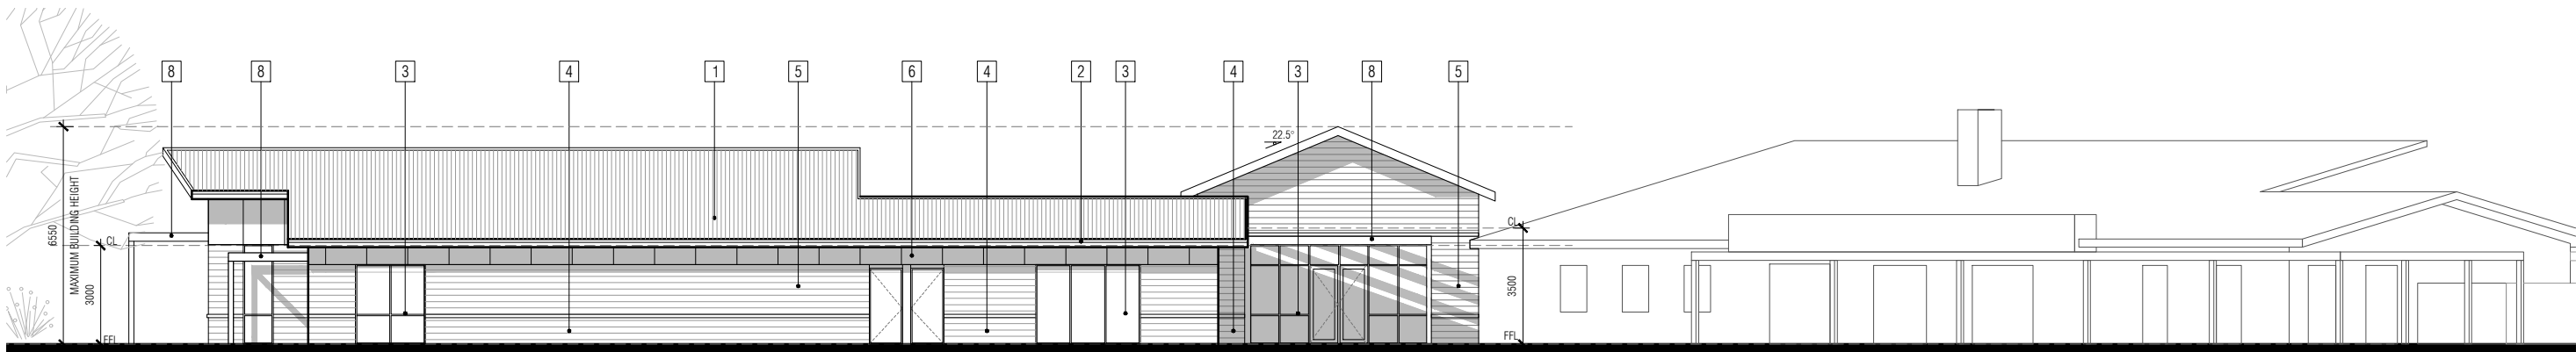 8 8 3 4 1 5 6 4 2 3 4 3 8 5
22.5°
MAXIMUM BUILDING HEIGHT
6550
CL
3000
FFL
CL
3500
FFL